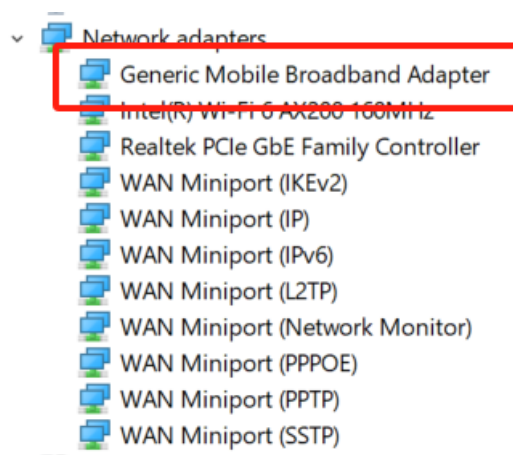 Network adapters
Generic Mobile Broadband Adapter
Intel(R) Wi-Fi 6 AX200 160MHz
Realtek PCIe GbE Family Controller
WAN Miniport (IKEv2)
WAN Miniport (IP)
WAN Miniport (IPv6)
WAN Miniport (L2TP)
WAN Miniport (Network Monitor)
WAN Miniport (PPPOE)
WAN Miniport (PPTP)
WAN Miniport (SSTP)